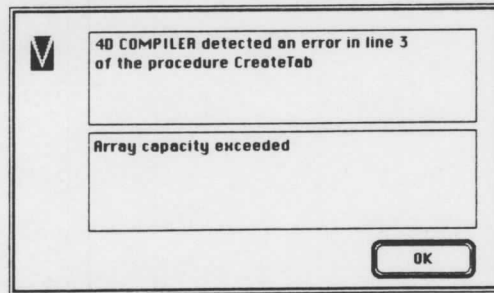 4D COMPILER detected an error in line 3
of the procedure CreateTab
Array capacity exceeded
OK